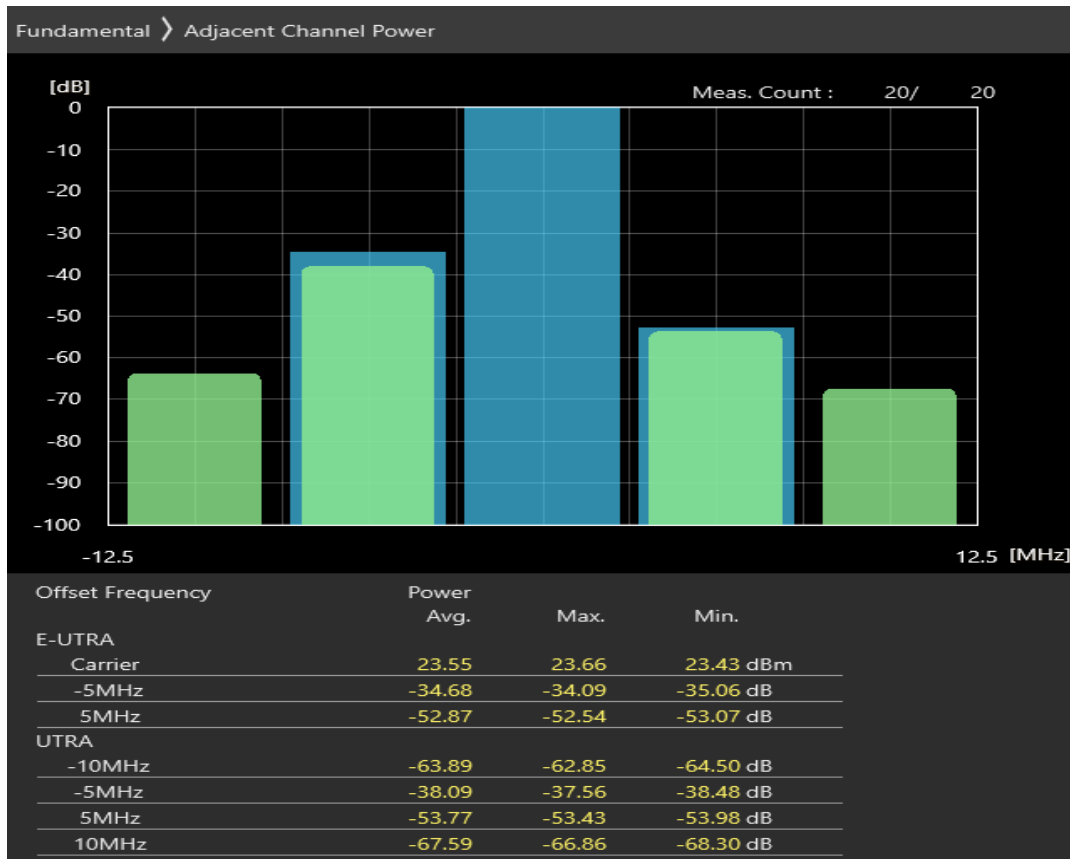 Fundamental ❯ Adjacent Channel Power
[dB]
Meas. Count : 20/ 20
0
-10
-20
-30
-40
-50
-60
-70
-80
-90
-100
-12.5 12.5 [MHz]
Offset Frequency Power
Avg. Max. Min.
E-UTRA
Carrier 23.55 23.66 23.43 dBm
-5MHz -34.68 -34.09 -35.06 dB
5MHz -52.87 -52.54 -53.07 dB
UTRA
-10MHz -63.89 -62.85 -64.50 dB
-5MHz -38.09 -37.56 -38.48 dB
5MHz -53.77 -53.43 -53.98 dB
10MHz -67.59 -66.86 -68.30 dB